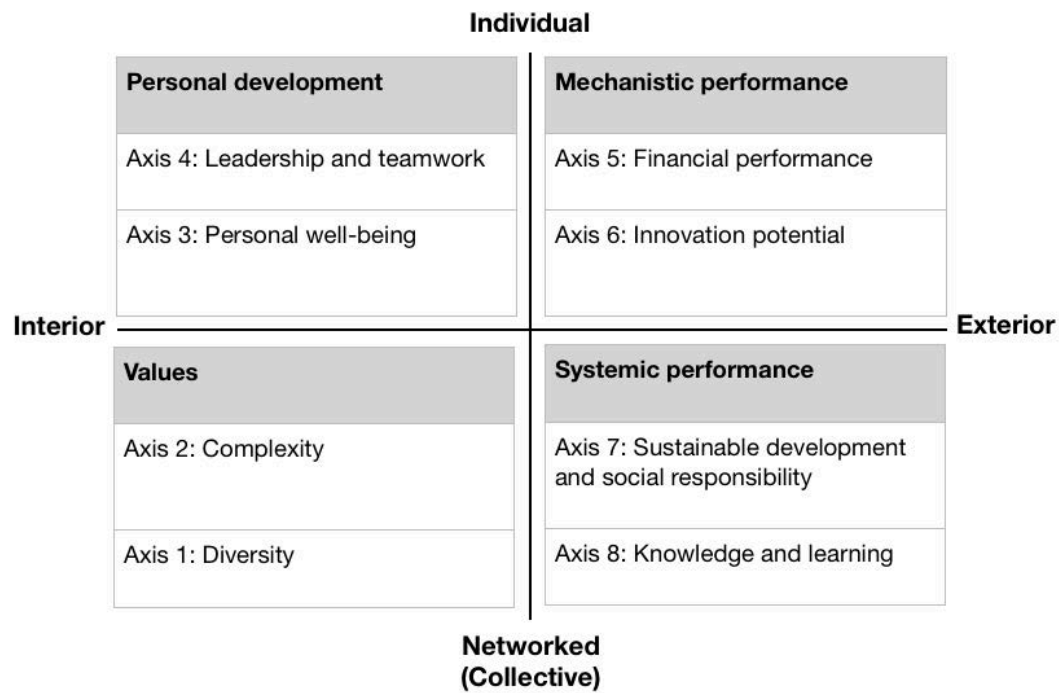 Individual
Personal development
Axis 4: Leadership and teamwork
Axis 3: Personal well-being
Mechanistic performance
Axis 5: Financial performance
Axis 6: Innovation potential
Interior
Exterior
Values
Axis 2: Complexity
Axis 1: Diversity
Systemic performance
Axis 7: Sustainable development
and social responsibility
Axis 8: Knowledge and learning
Networked
(Collective)